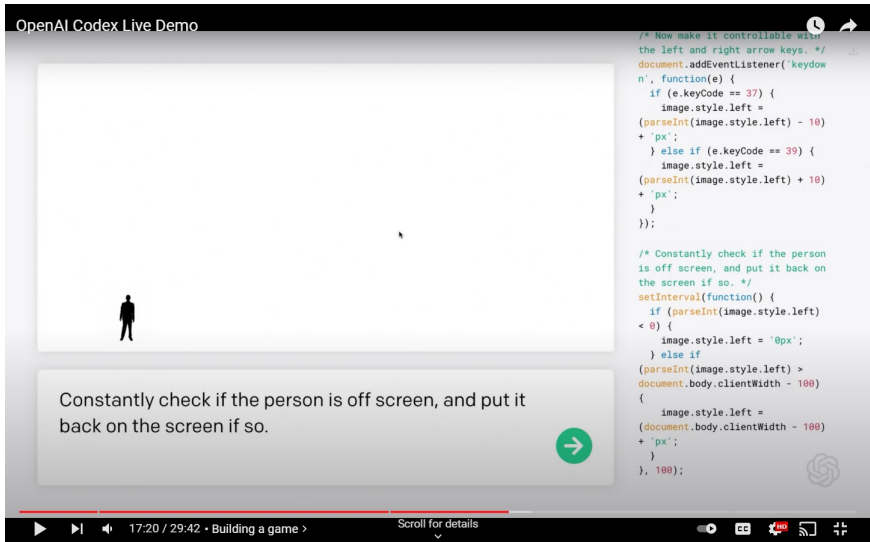 OpenAI Codex Live Demo
/* Now make it controllable with
the left and right arrow keys. */
document.addEventListener('keydow
n', function(e) {
if (e.keyCode == 37) {
image.style.left =
(parseInt(image.style.left) - 10)
+ 'px';
} else if (e.keyCode == 39) {
image.style.left =
(parseInt(image.style.left) + 10)
+ 'px';
}
});
/* Constantly check if the person
is off screen, and put it back on
the screen if so. */
setInterval(function() {
if (parseInt(image.style.left)
< 0) {
image.style.left = '0px';
} else if
(parseInt(image.style.left) >
document.body.clientWidth - 100)
{
image.style.left =
(document.body.clientWidth - 100)
+ 'px';
}
}, 100);
Constantly check if the person is off screen, and put it
back on the screen if so.
17:20 / 29:42 • Building a game >
Scroll for details
CC
HD